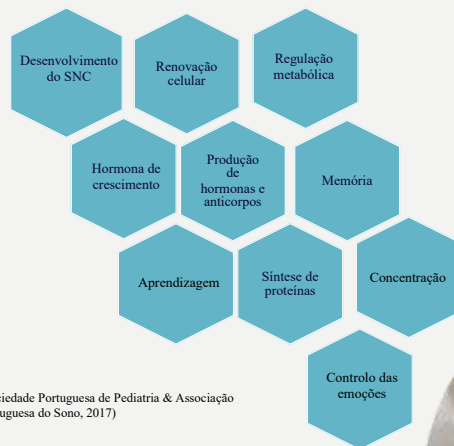 Desenvolvimento
do SNC
Renovação
celular
Regulação
metabólica
Hormona de
crescimento
Produção
de
hormonas e
anticorpos
Memória
Aprendizagem
Síntese de
proteínas
Concentração
Controlo das
emoções
ciedade Portuguesa de Pediatria & Associação
uguesa do Sono, 2017)